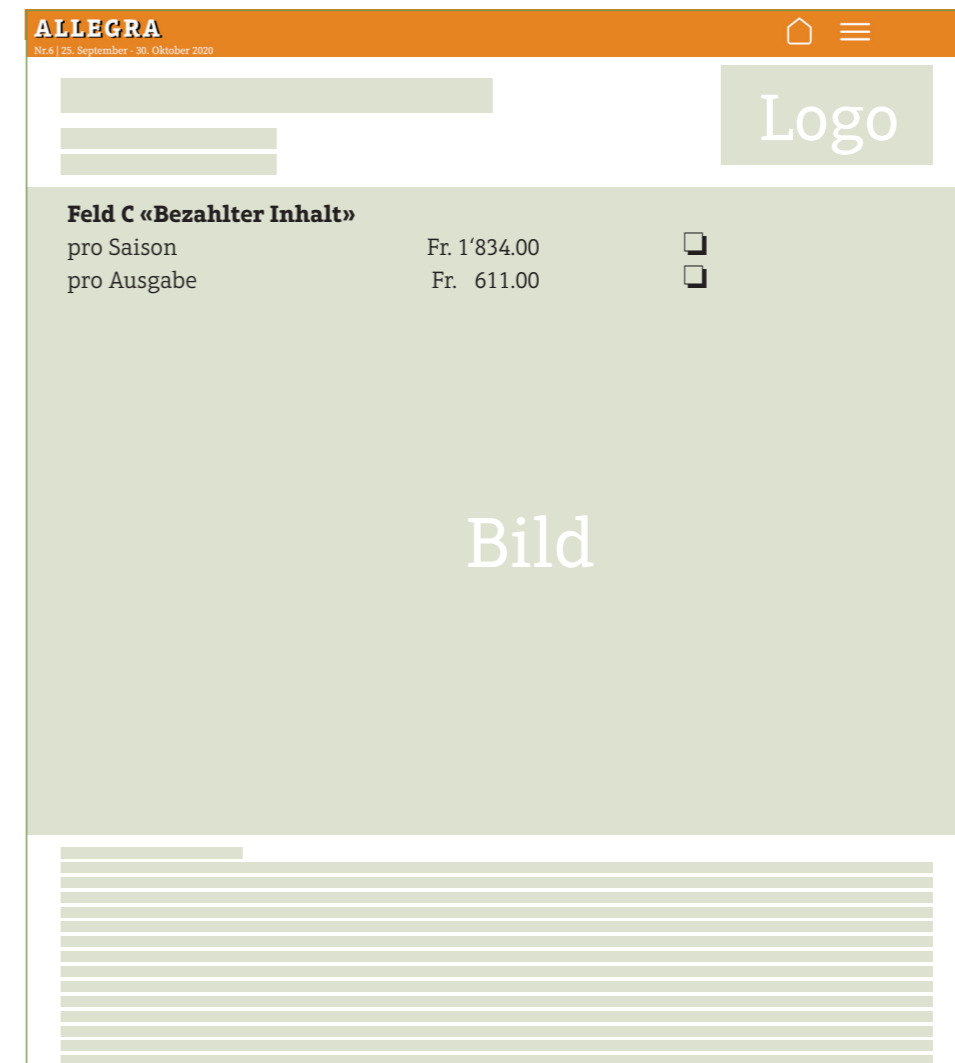 ALLEGRA
Nr.6 | 25. September - 30. Oktober 2020
Logo
Feld C «Bezahlter Inhalt»
pro Saison Fr. 1‘834.00 ❏
pro Ausgabe Fr. 611.00 ❏
Bild